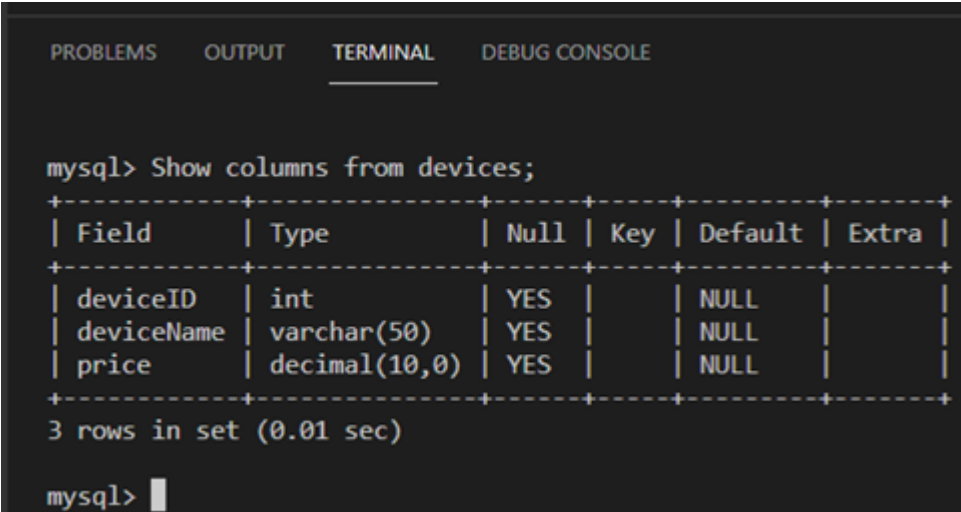 PROBLEMS OUTPUT TERMINAL DEBUG CONSOLE
mysql> Show columns from devices;
+------------+---------------+------+-----+---------+-------+
| Field      | Type          | Null | Key | Default | Extra |
+------------+---------------+------+-----+---------+-------+
| deviceID   | int           | YES  |     | NULL    |       |
| deviceName | varchar(50)   | YES  |     | NULL    |       |
| price      | decimal(10,0) | YES  |     | NULL    |       |
+------------+---------------+------+-----+---------+-------+
3 rows in set (0.01 sec)
mysql>